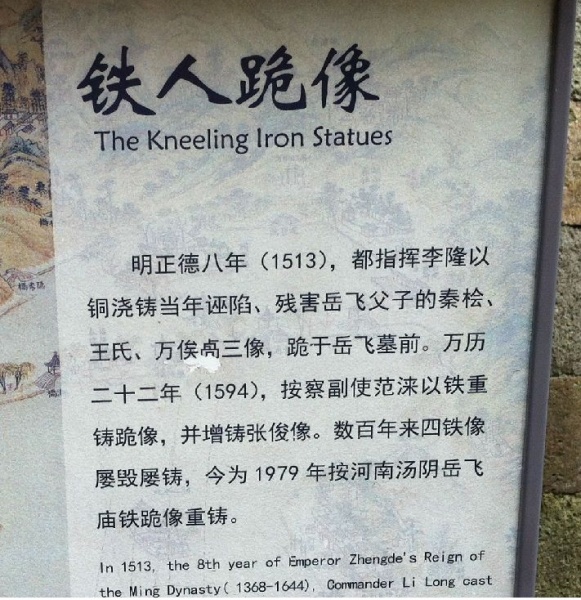 铁人跪像
The Kneeling Iron Statues
明正德八年（1513），都指挥李隆以
铜浇铸当年诬陷、残害岳飞父子的秦桧、
王氏、万俟卨三像，跪于岳飞墓前。万历
二十二年（1594），按察副使范涞以铁重
铸跪像，并增铸张俊像。数百年来四铁像
屡毁屡铸，今为 1979 年按河南汤阴岳飞
庙铁跪像重铸。
In 1513, the 8th year of Emperor Zhengde's Reign of
the Ming Dynasty( 1368-1644), Commander Li Long cast